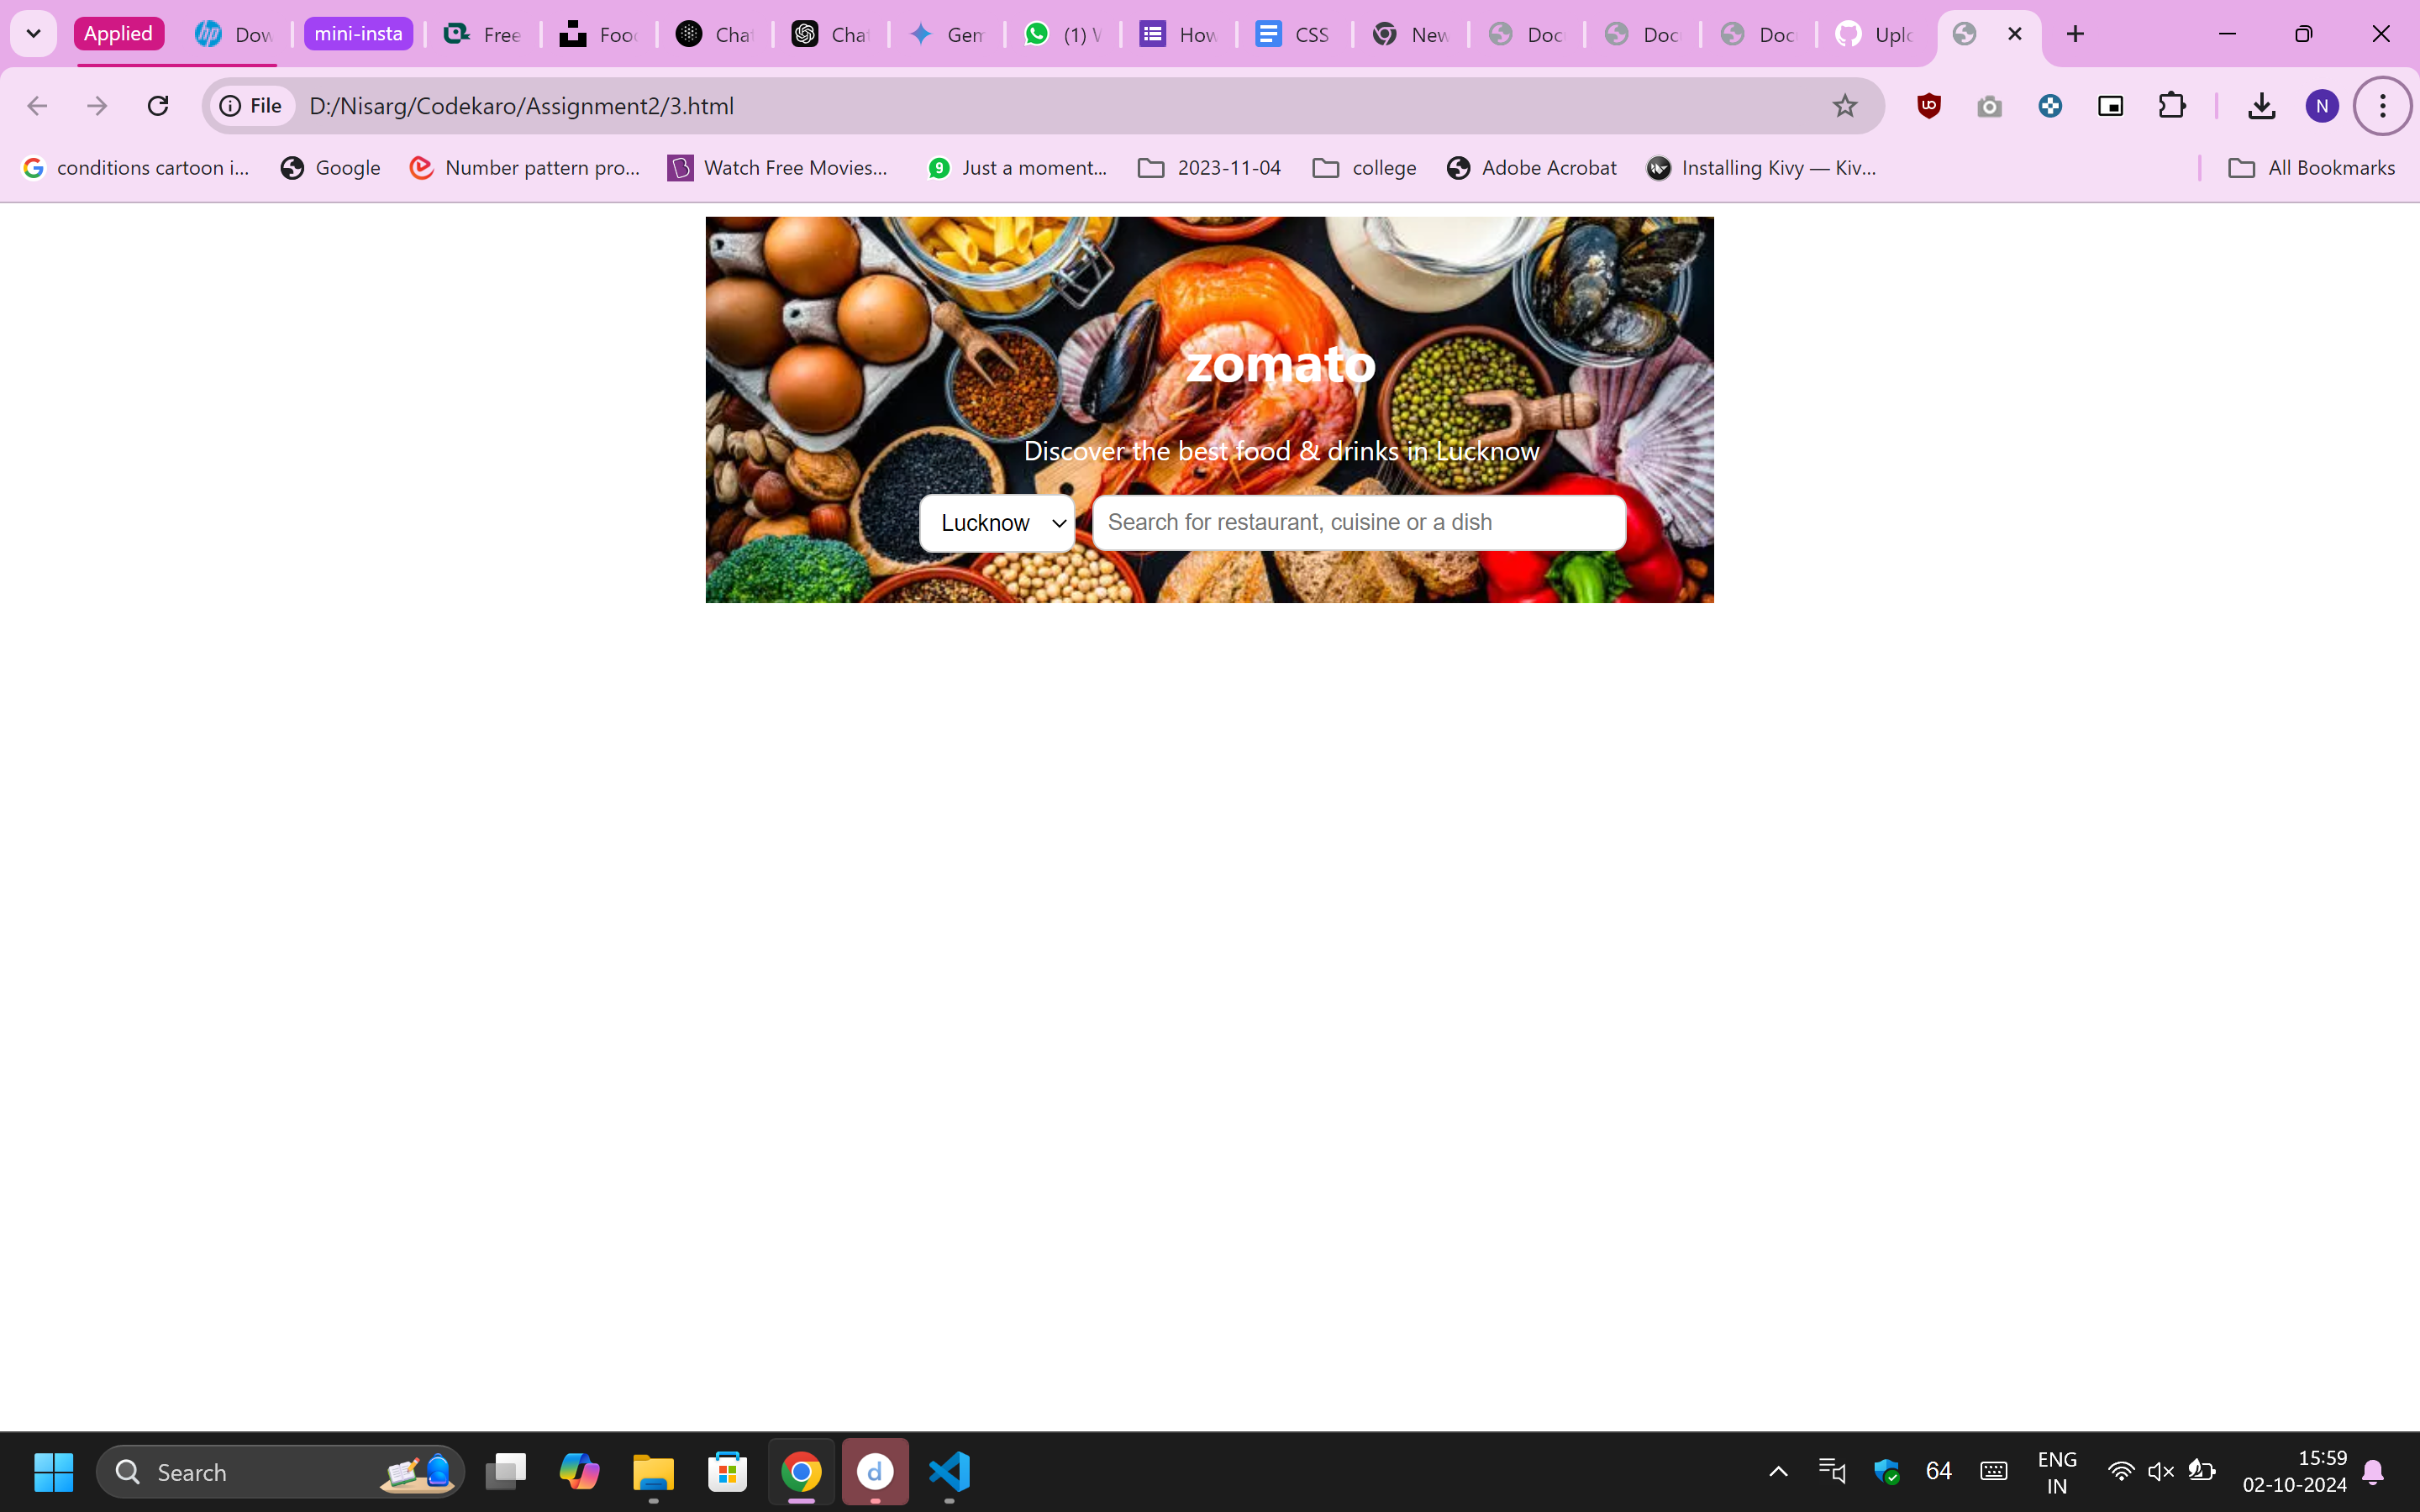 Applied
Dow
mini-insta
Free
Food
Chat
Chat
Gem
(1) W
How
CSS
New
Doc
Doc
Doc
Uplo
File
D:/Nisarg/Codekaro/Assignment2/3.html
N
conditions cartoon i...
Google
Number pattern pro...
Watch Free Movies...
Just a moment...
2023-11-04
college
Adobe Acrobat
Installing Kivy — Kiv...
All Bookmarks
zomato
Discover the best food & drinks in Lucknow
Lucknow
Search for restaurant, cuisine or a dish
Search
64
ENG
IN
15:59
02-10-2024